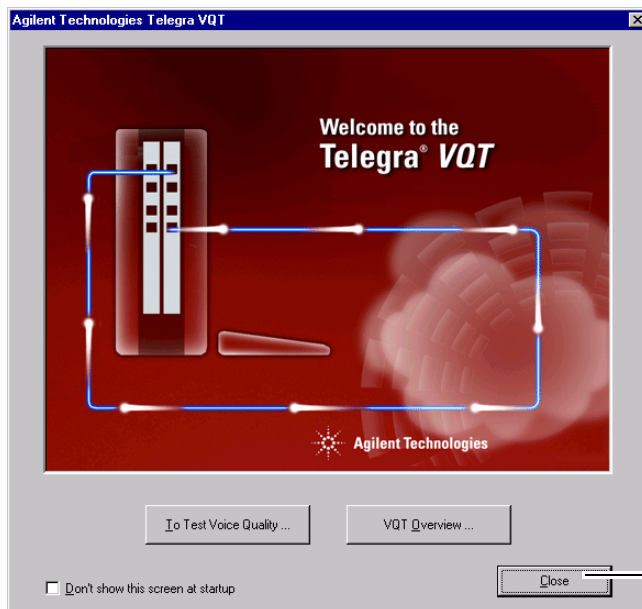 Agilent Technologies Telegra VQT
Welcome to the
Telegra® VQT
Agilent Technologies
To Test Voice Quality ...
VQT Overview ...
Don't show this screen at startup
Close